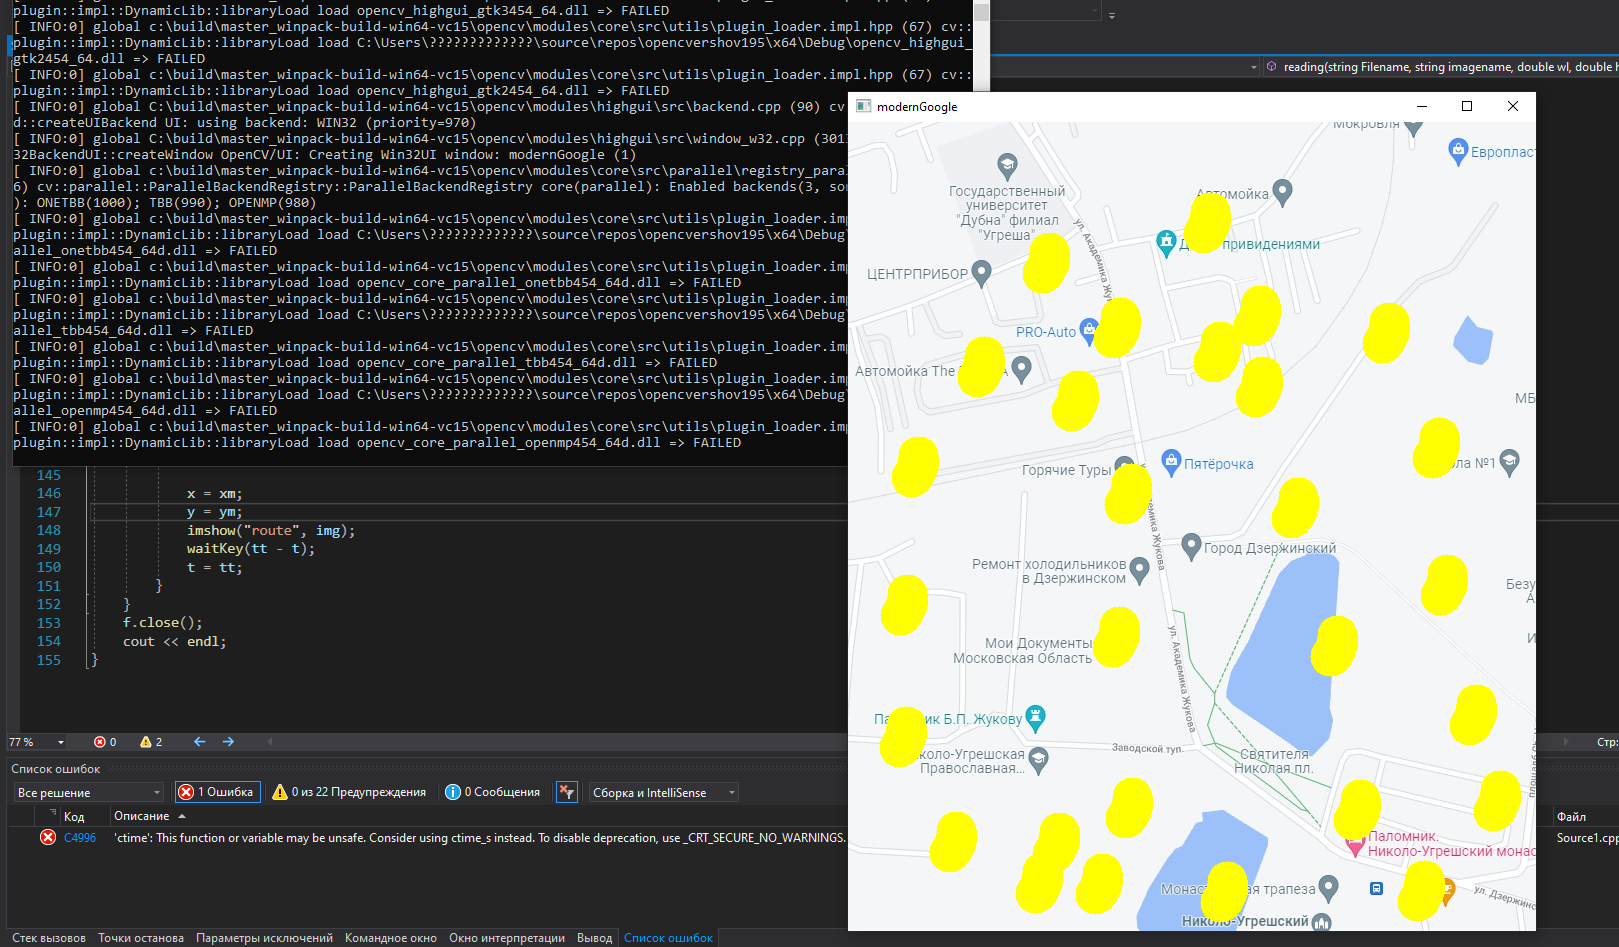 plugin::impl::DynamicLib::libraryLoad load opencv_highgui_gtk3454_64.dll => FAILED
[ INFO:0] global c:\build\master_winpack-build-win64-vc15\opencv\modules\core\src\utils\plugin_loader.impl.hpp (67) cv::
plugin::impl::DynamicLib::libraryLoad load C:\Users\?????????????\source\repos\opencvershov195\x64\Debug\opencv_highgui_
gtk2454_64.dll => FAILED
[ INFO:0] global c:\build\master_winpack-build-win64-vc15\opencv\modules\core\src\utils\plugin_loader.impl.hpp (67) cv::
plugin::impl::DynamicLib::libraryLoad load opencv_highgui_gtk2454_64.dll => FAILED
[ INFO:0] global C:\build\master_winpack-build-win64-vc15\opencv\modules\highgui\src\backend.cpp (90) cv
d::createUIBackend UI: using backend: WIN32 (priority=970)
[ INFO:0] global C:\build\master_winpack-build-win64-vc15\opencv\modules\highgui\src\window_w32.cpp (301
32BackendUI::createWindow OpenCV/UI: Creating Win32UI window: modernGoogle (1)
[ INFO:0] global c:\build\master_winpack-build-win64-vc15\opencv\modules\core\src\parallel\registry_para
6) cv::parallel::ParallelBackendRegistry::ParallelBackendRegistry core(parallel): Enabled backends(3, so
): ONETBB(1000); TBB(990); OPENMP(980)
[ INFO:0] global c:\build\master_winpack-build-win64-vc15\opencv\modules\core\src\utils\plugin_loader.im
plugin::impl::DynamicLib::libraryLoad load C:\Users\?????????????\source\repos\opencvershov195\x64\Debug\
allel_onetbb454_64d.dll => FAILED
[ INFO:0] global c:\build\master_winpack-build-win64-vc15\opencv\modules\core\src\utils\plugin_loader.im
plugin::impl::DynamicLib::libraryLoad load opencv_core_parallel_onetbb454_64d.dll => FAILED
[ INFO:0] global c:\build\master_winpack-build-win64-vc15\opencv\modules\core\src\utils\plugin_loader.im
plugin::impl::DynamicLib::libraryLoad load C:\Users\?????????????\source\repos\opencvershov195\x64\Debug\
allel_tbb454_64d.dll => FAILED
[ INFO:0] global c:\build\master_winpack-build-win64-vc15\opencv\modules\core\src\utils\plugin_loader.im
plugin::impl::DynamicLib::libraryLoad load opencv_core_parallel_tbb454_64d.dll => FAILED
[ INFO:0] global c:\build\master_winpack-build-win64-vc15\opencv\modules\core\src\utils\plugin_loader.im
plugin::impl::DynamicLib::libraryLoad load C:\Users\?????????????\source\repos\opencvershov195\x64\Debug\
allel_openmp454_64d.dll => FAILED
[ INFO:0] global c:\build\master_winpack-build-win64-vc15\opencv\modules\core\src\utils\plugin_loader.im
plugin::impl::DynamicLib::libraryLoad load opencv_core_parallel_openmp454_64d.dll => FAILED
reading(string Filename, string imagename, double wl, double h
145
146 x = xm;
147 y = ym;
148 imshow("route", img);
149 waitKey(tt - t);
150 t = tt;
151 }
152 }
153 f.close();
154 cout << endl;
155 }
77 %
0
2
Стр:
Список ошибок
Все решение
1 Ошибка
0 из 22 Предупреждения
0 Сообщения
Сборка и IntelliSense
Код
Описание
Файл
C4996
'ctime': This function or variable may be unsafe. Consider using ctime_s instead. To disable deprecation, use _CRT_SECURE_NO_WARNINGS.
Source1.cpp
Стек вызовов
Точки останова
Параметры исключений
Командное окно
Окно интерпретации
Вывод
Список ошибок
modernGoogle
Мокровля
Европлас
Государственный
университет
"Дубна" филиал
"Угреша"
Автомойка
ул. Академика Жу
привидениями
ЦЕНТРПРИБОР
PRO-Auto
Автомойка The
МБ
Горячие Туры
Пятёрочка
ла №1
емика Жукова
Город Дзержинский
Ремонт холодильников
в Дзержинском
Безу
А
Мои Документы
Московская Область
И
ул. Академика Жукова
ик Б.П. Жукову
Заводской туп.
коло-Угрешская
Православная...
Святителя
Николая пл.
Паломник.
Николо-Угрешский монас
Монас ая трапеза
ул. Дзержинс
Николо-Угрешский